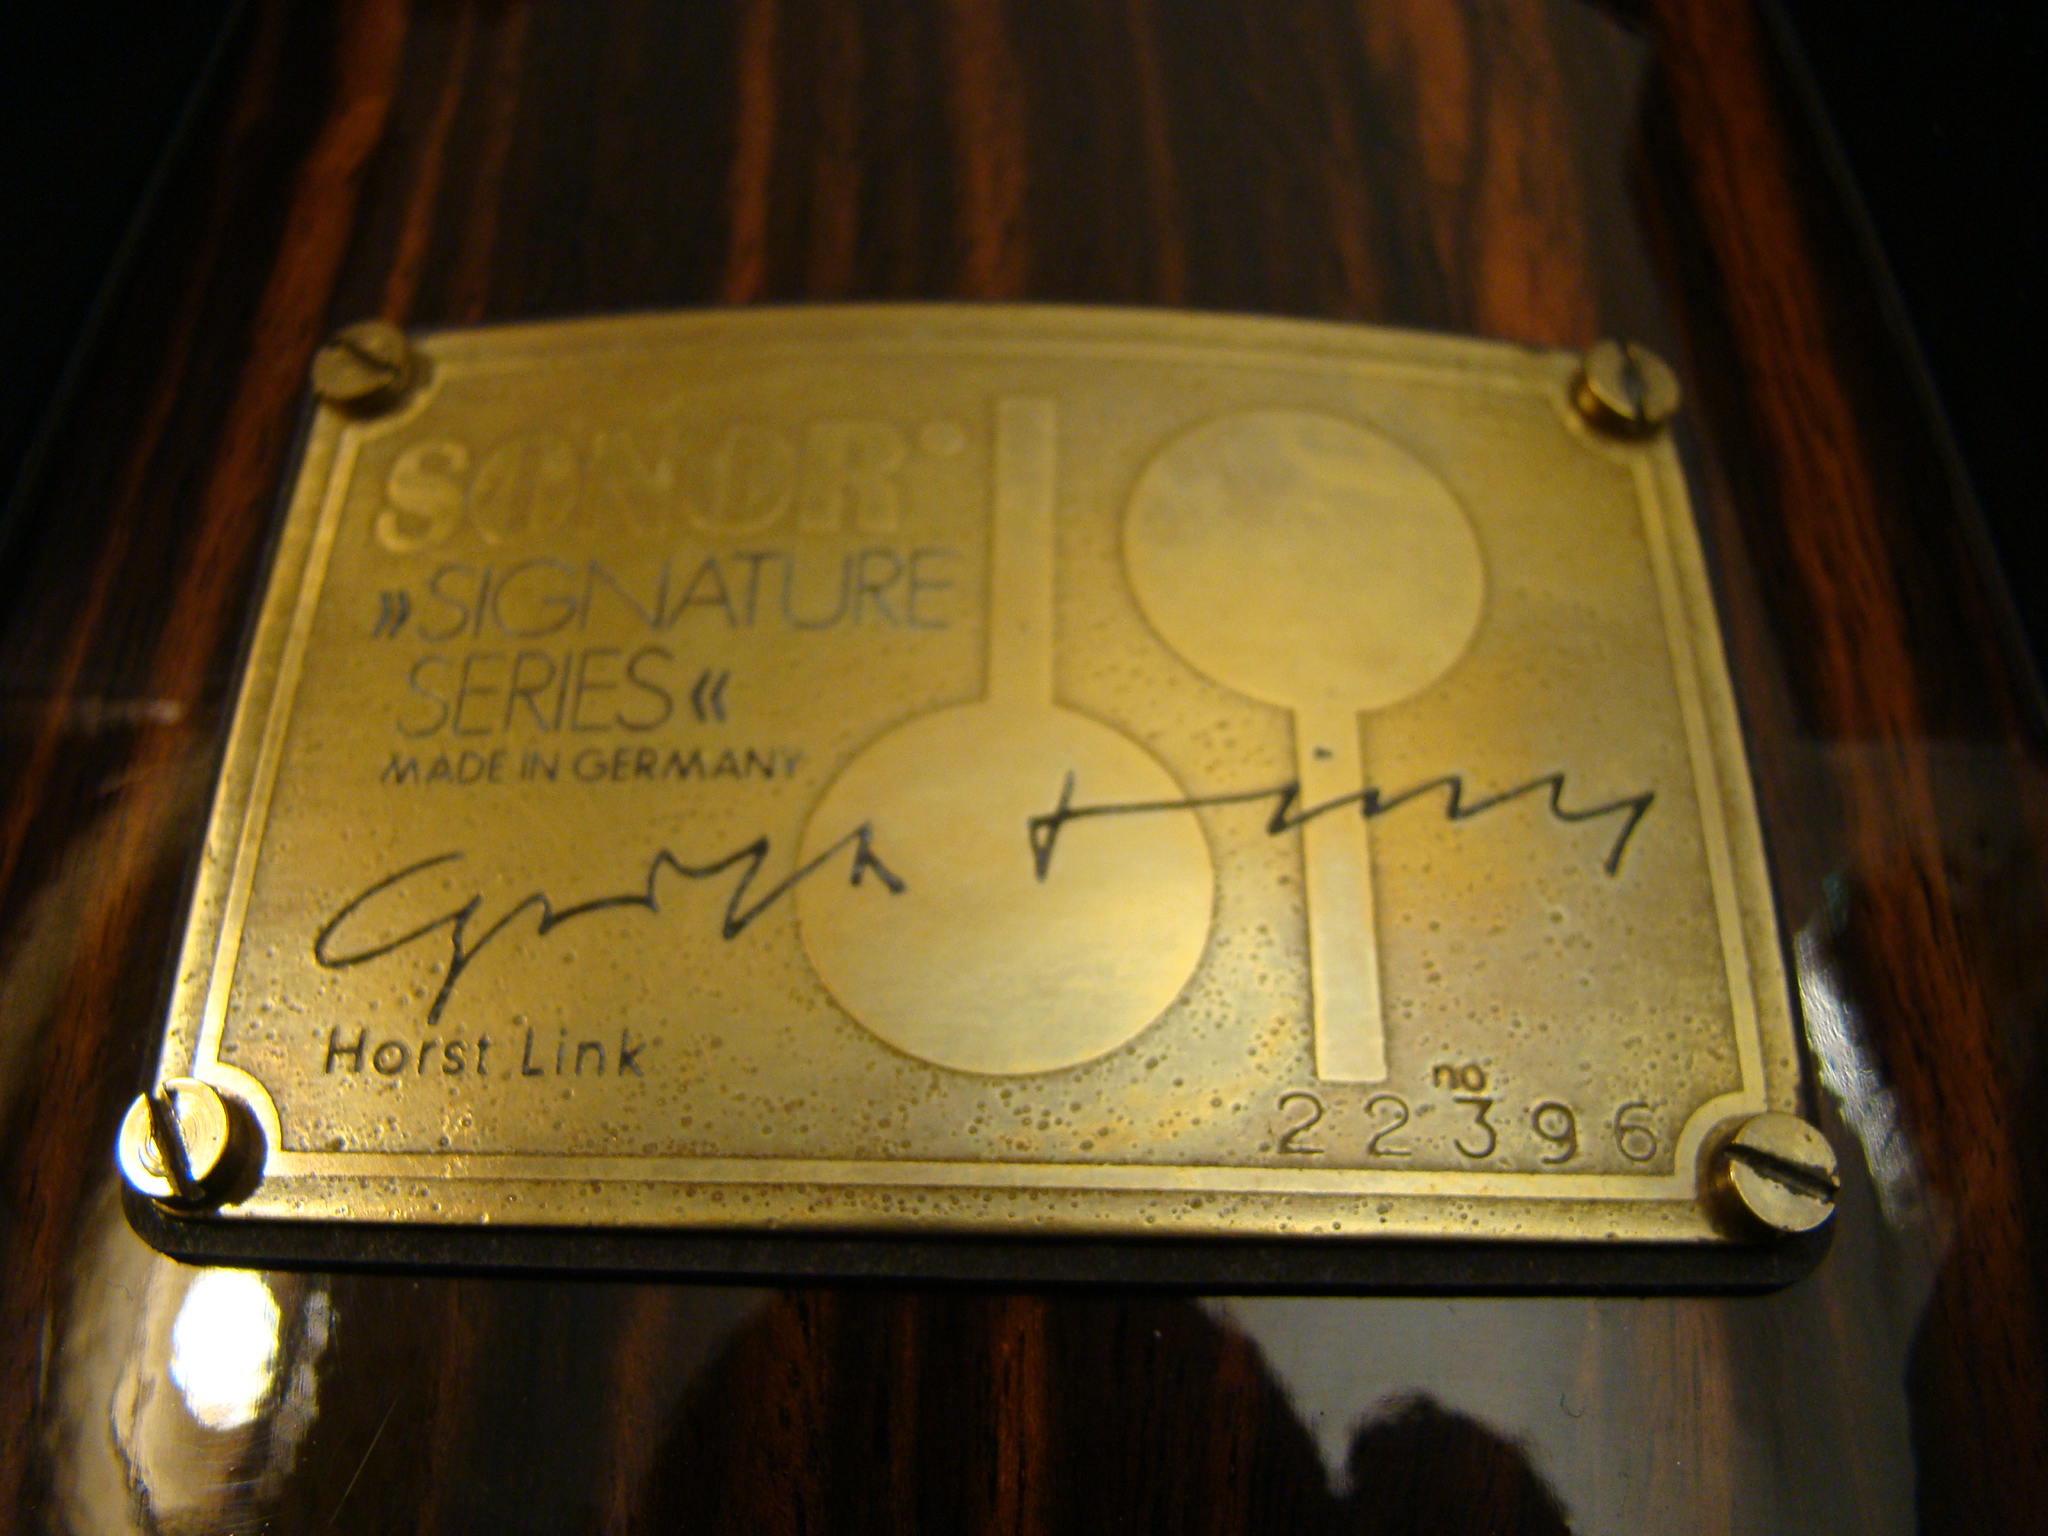 SONOR
»SIGNATURE
SERIES«
MADE IN GERMANY
Horst Link
no
22396